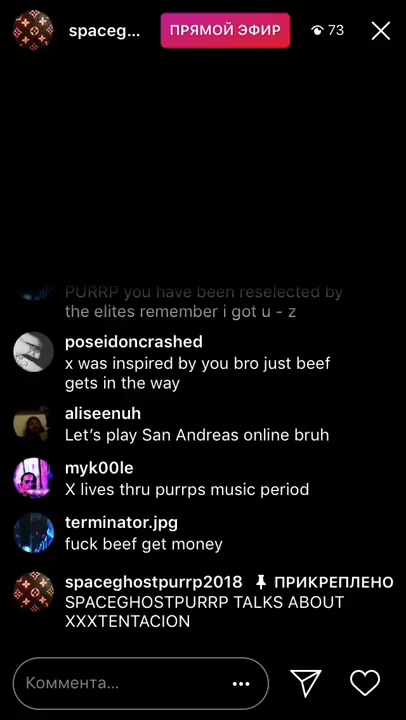 spaceg... ПРЯМОЙ ЭФИР 73
PURRP you have been reselected by
the elites remember i got u - z
poseidoncrashed
x was inspired by you bro just beef
gets in the way
aliseenuh
Let's play San Andreas online bruh
myk00le
X lives thru purrps music period
terminator.jpg
fuck beef get money
spaceghostpurrp2018 ПРИКРЕПЛЕНО
SPACEGHOSTPURRP TALKS ABOUT
XXXTENTACION
Коммента...